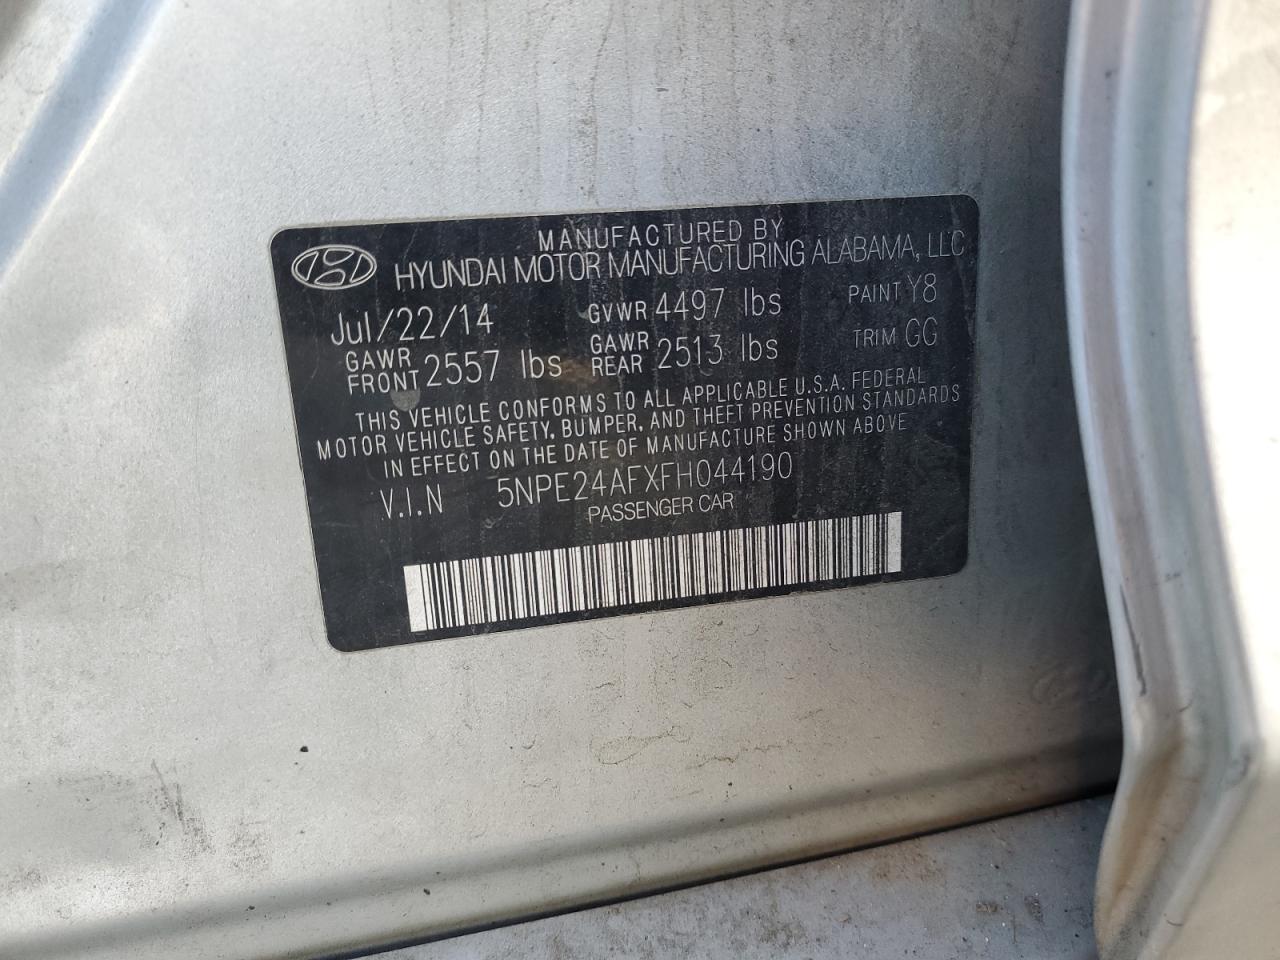 MANUFACTURED BY
HYUNDAI MOTOR MANUFACTURING ALABAMA, LLC
Jul/22/14 GVWR 4497 lbs PAINT Y8
GAWR FRONT 2557 lbs GAWR REAR 2513 lbs TRIM GG
THIS VEHICLE CONFORMS TO ALL APPLICABLE U.S.A. FEDERAL
MOTOR VEHICLE SAFETY, BUMPER, AND THEFT PREVENTION STANDARDS
IN EFFECT ON THE DATE OF MANUFACTURE SHOWN ABOVE
V.I.N 5NPE24AFXFH044190
PASSENGER CAR